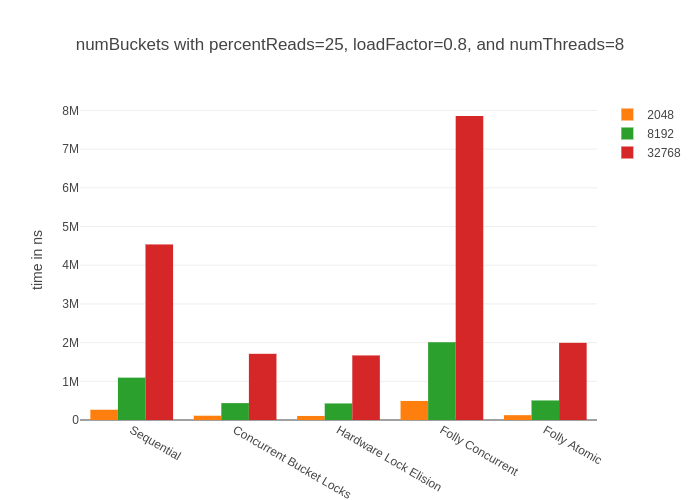 numBuckets with percentReads=25, loadFactor=0.8, and numThreads=8
2048
8192
32768
8M
7M
6M
5M
4M
3M
2M
1M
0
time in ns
Sequential
Concurrent Bucket Locks
Hardware Lock Elision
Folly Concurrent
Folly Atomic